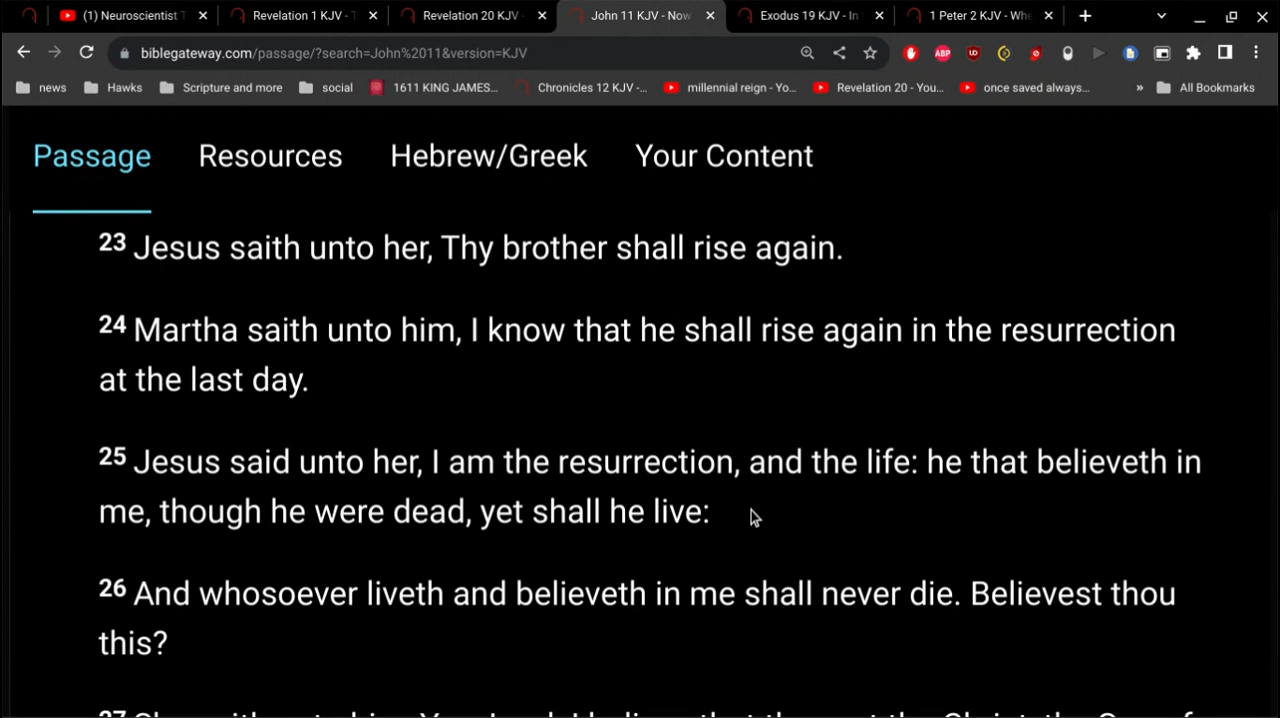 (1) Neuroscientist T
Revelation 1 KJV - T
Revelation 20 KJV -
John 11 KJV - Now
Exodus 19 KJV - In
1 Peter 2 KJV - Whe
biblegateway.com/passage/?search=John%2011&version=KJV
ABP
news
Hawks
Scripture and more
social
1611 KING JAMES...
Chronicles 12 KJV -...
millennial reign - Yo...
Revelation 20 - You...
once saved always...
»
All Bookmarks
Passage
Resources
Hebrew/Greek
Your Content
23 Jesus saith unto her, Thy brother shall rise again.
24 Martha saith unto him, I know that he shall rise again in the resurrection
at the last day.
25 Jesus said unto her, I am the resurrection, and the life: he that believeth in
me, though he were dead, yet shall he live:
26 And whosoever liveth and believeth in me shall never die. Believest thou
this?